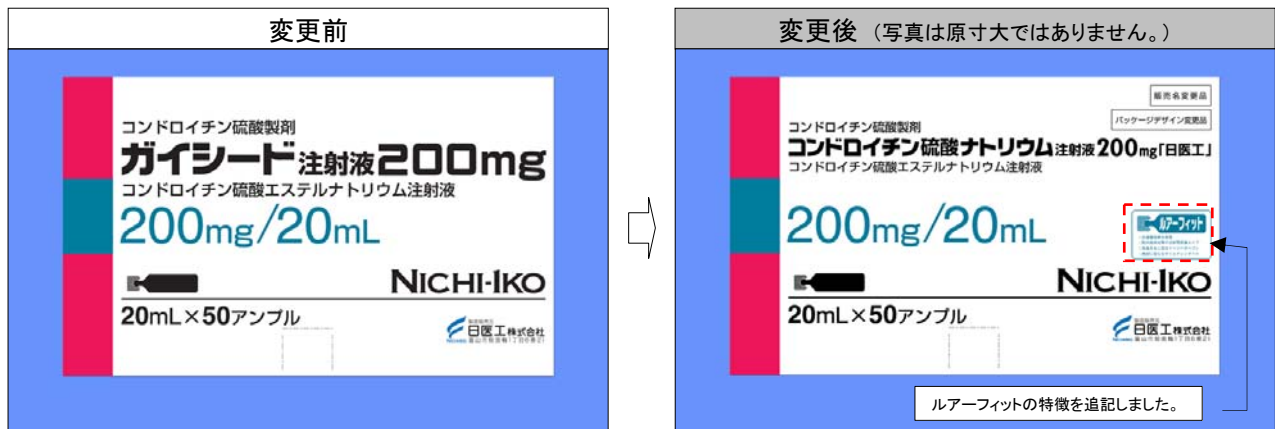 変更前
コンドロイチン硫酸製剤
ガイシード注射液200mg
コンドロイチン硫酸エステルナトリウム注射液
200mg/20mL
NICHI-IKO
20mL×50アンプル
日医工株式会社
変更後 (写真は原寸大ではありません。)
販売名変更品
パッケージデザイン変更品
コンドロイチン硫酸製剤
コンドロイチン硫酸ナトリウム注射液200mg「日医工」
コンドロイチン硫酸エステルナトリウム注射液
200mg/20mL
ルアーフィット
NICHI-IKO
20mL×50アンプル
日医工株式会社
ルアーフィットの特徴を追記しました。